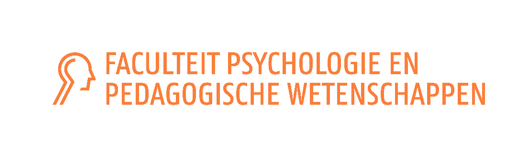 FACULTEIT PSYCHOLOGIE EN
PEDAGOGISCHE WETENSCHAPPEN